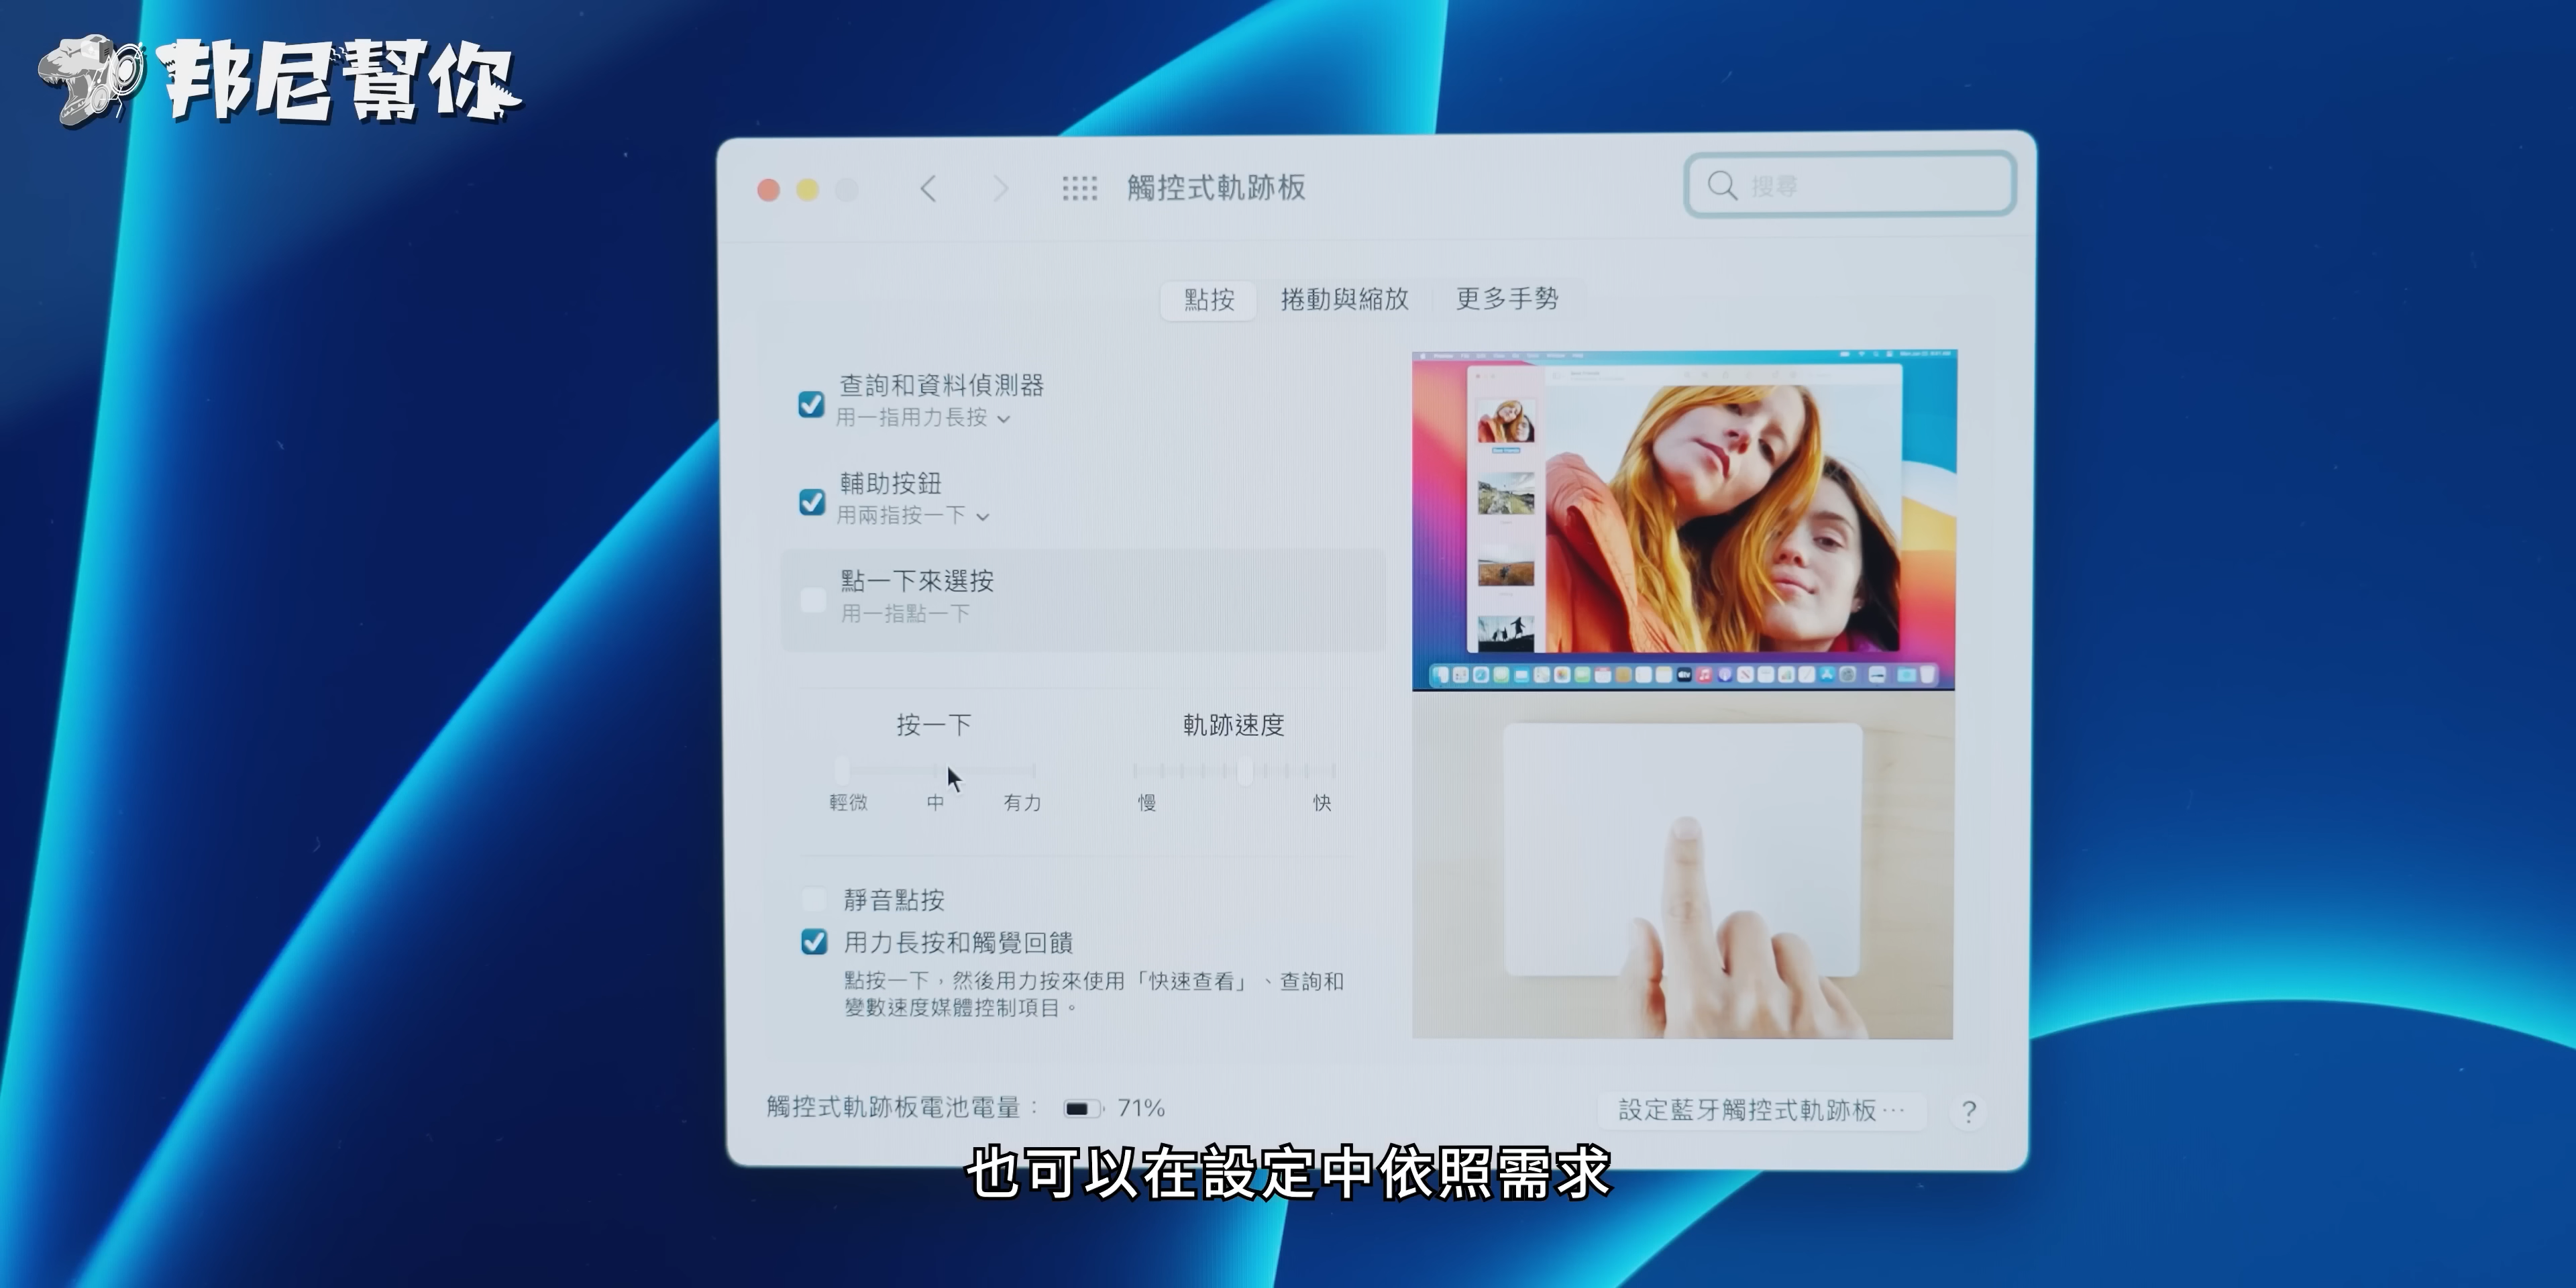 邦尼幫你
觸控式軌跡板
搜尋
點按
捲動與縮放
更多手勢
查詢和資料偵測器
用一指用力長按
輔助按鈕
用兩指按一下
點一下來選按
用一指點一下
按一下
軌跡速度
輕微
中
有力
慢
快
靜音點按
用力長按和觸覺回饋
點按一下，然後用力按來使用「快速查看」、查詢和
變數速度媒體控制項目。
觸控式軌跡板電池電量：
71%
設定藍牙觸控式軌跡板⋯
?
也可以在設定中依照需求